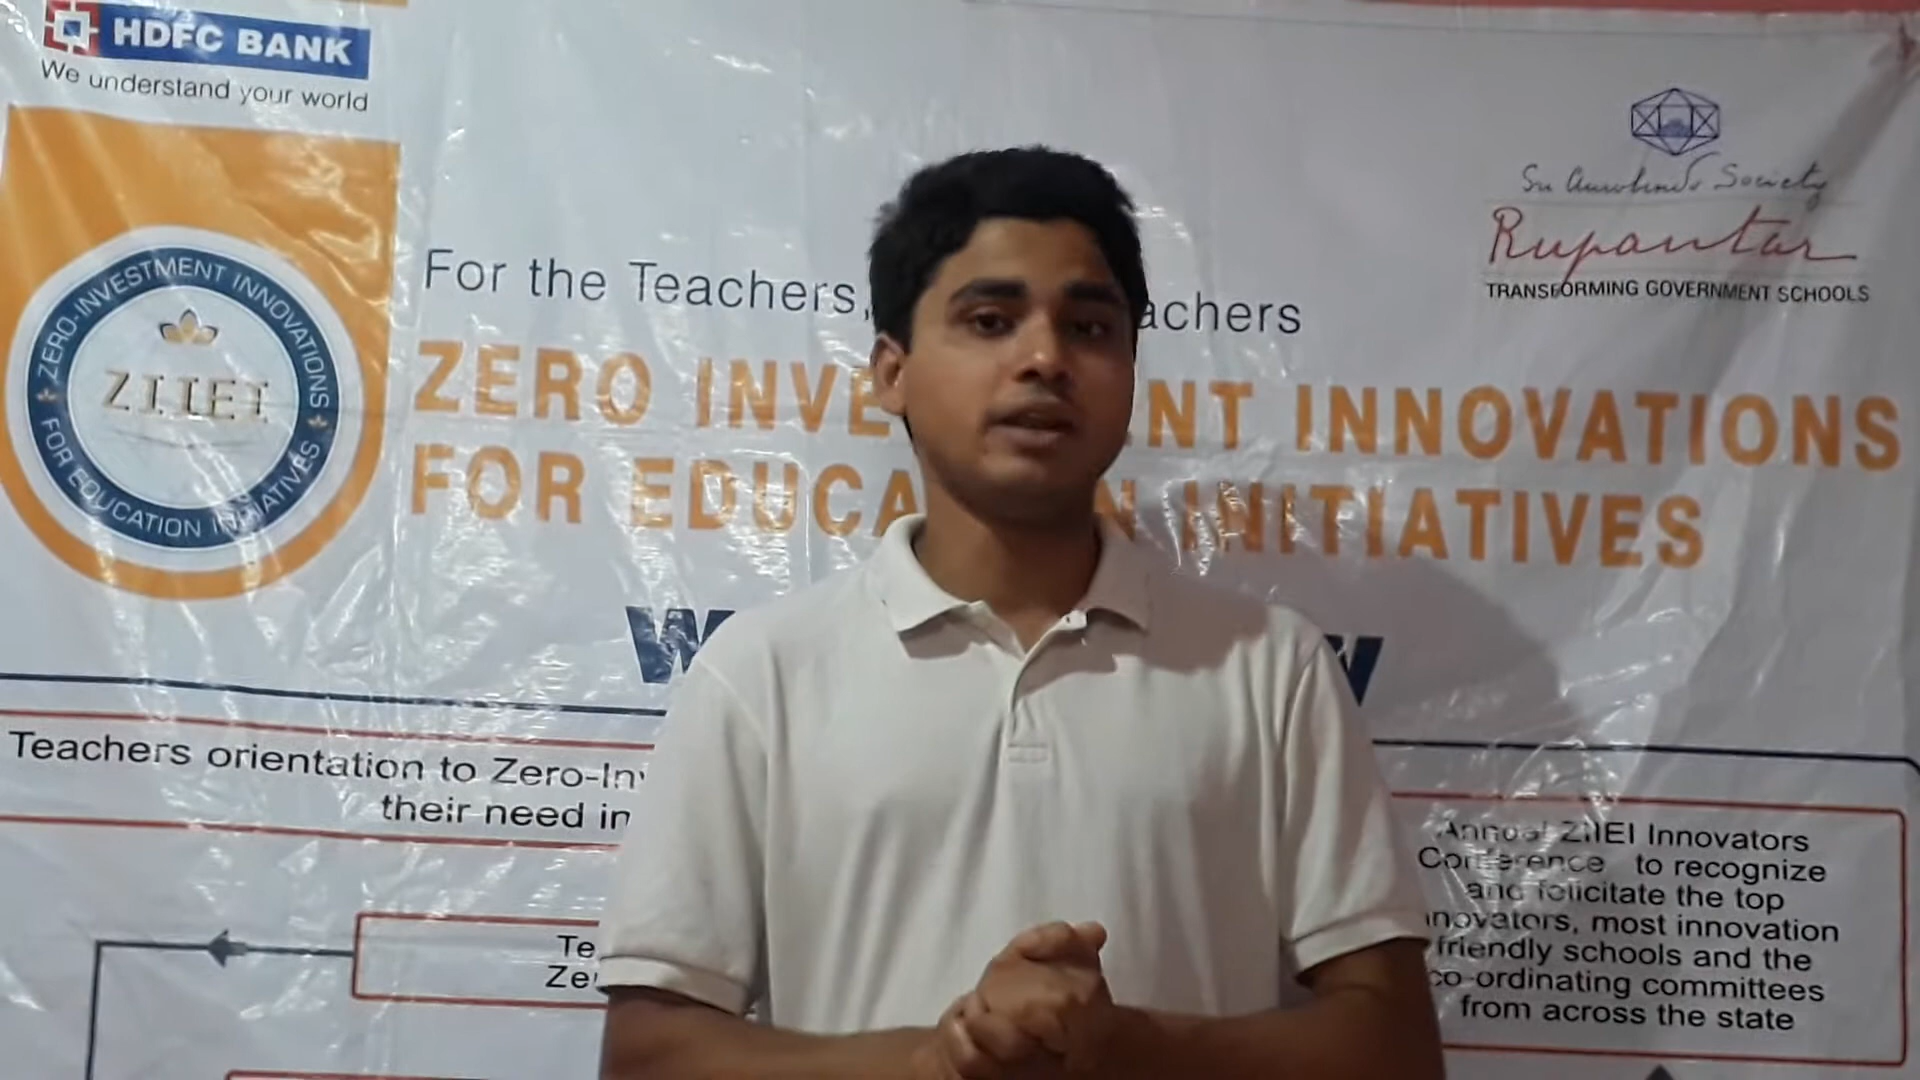 HDFC BANK
We understand your world
Sri Aurobindo Society
Rupantar
TRANSFORMING GOVERNMENT SCHOOLS
ZERO-INVESTMENT INNOVATIONS
ZIIEI
FOR EDUCATION INITIATIVES
For the Teachers, achers
ZERO INVE NT INNOVATIONS
FOR EDUCA N INITIATIVES
W W
Teachers orientation to Zero-Inv
their need in
Te
Zer
Annual ZIIEI Innovators
Conference to recognize
and felicitate the top
innovators, most innovation
friendly schools and the
co-ordinating committees
from across the state